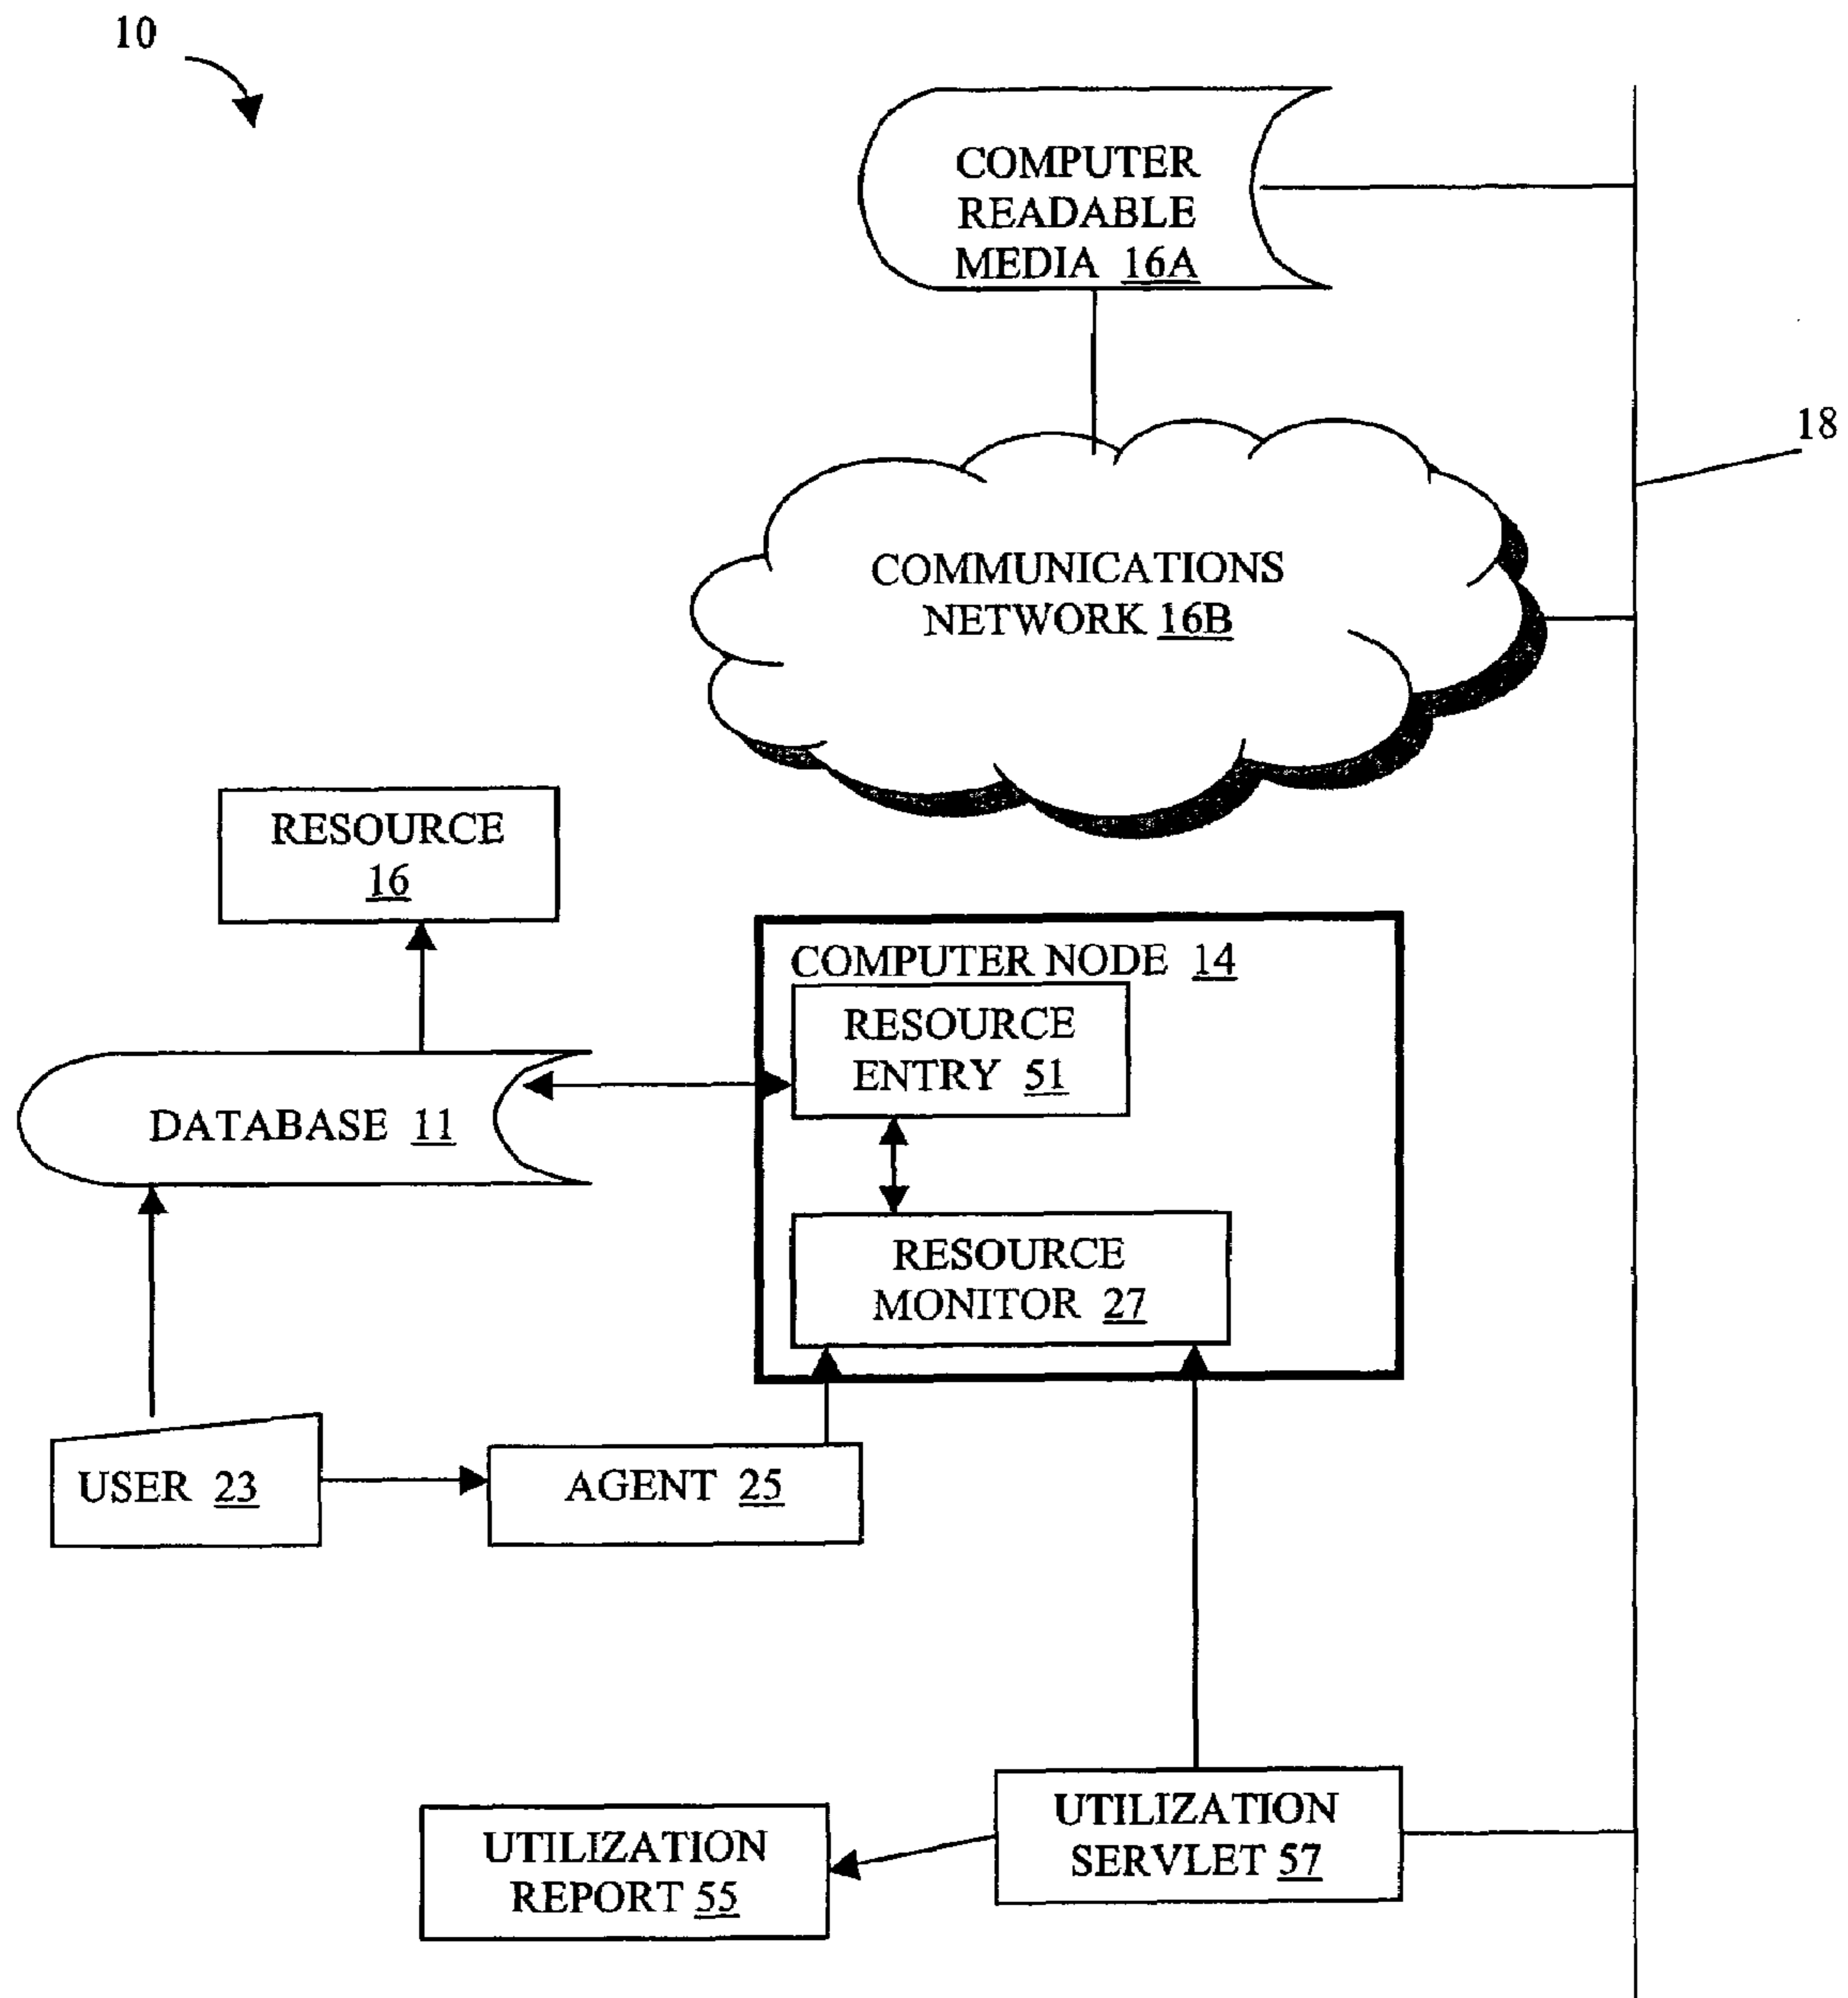 10
COMPUTER
READABLE
MEDIA 16A
18
COMMUNICATIONS
NETWORK 16B
RESOURCE
16
COMPUTER NODE 14
RESOURCE
ENTRY 51
DATABASE 11
RESOURCE
MONITOR 27
USER 23
AGENT 25
UTILIZATION
SERVLET 57
UTILIZATION
REPORT 55